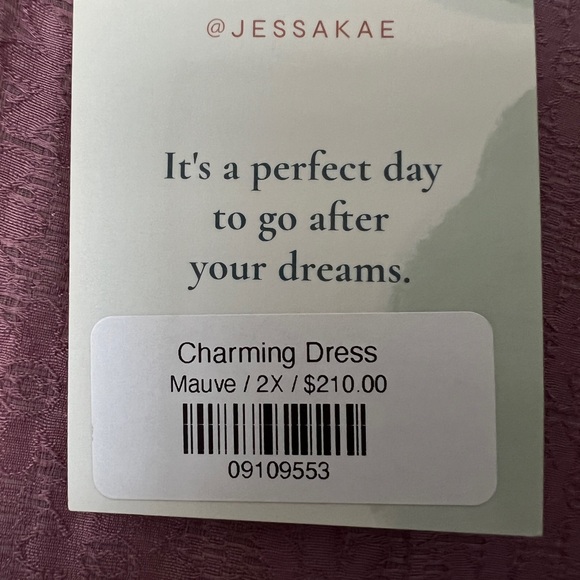 @JESSAKAE
It's a perfect day
to go after
your dreams.
Charming Dress
Mauve / 2X / $210.00
09109553